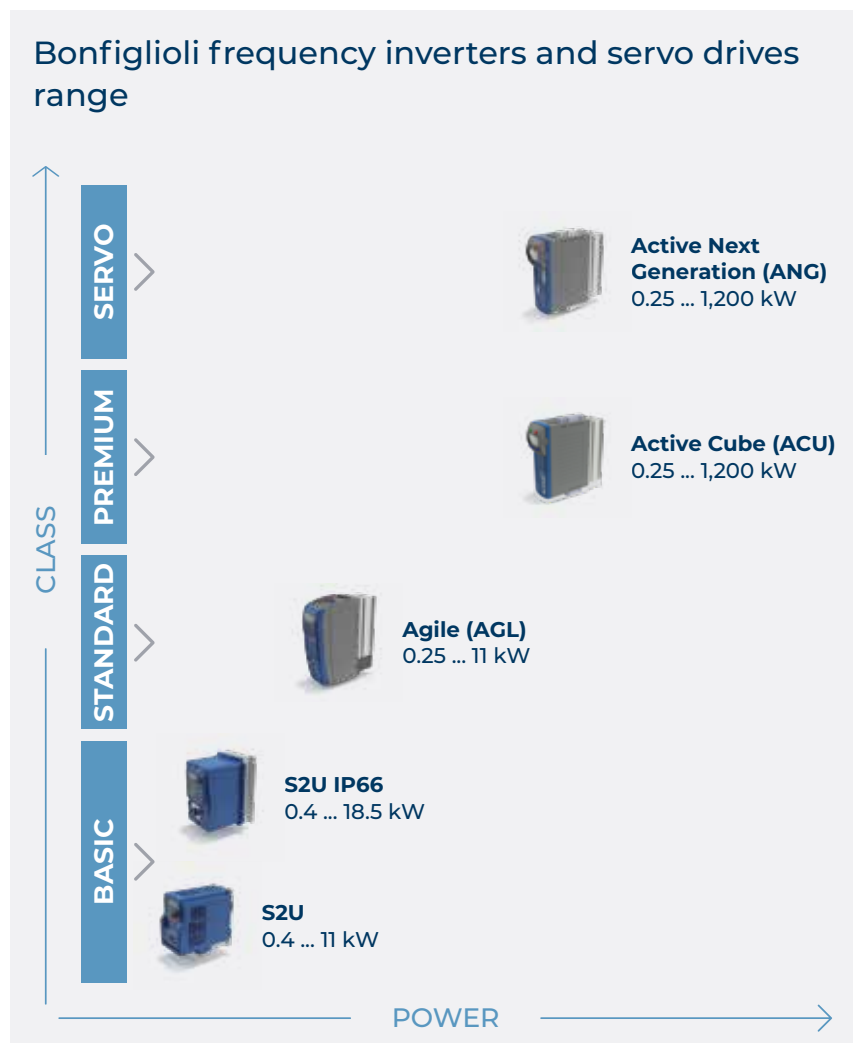 Bonfiglioli frequency inverters and servo drives
range
SERVO
Active Next
Generation (ANG)
0.25 ... 1,200 kW
PREMIUM
Active Cube (ACU)
0.25 ... 1,200 kW
CLASS
STANDARD
Agile (AGL)
0.25 ... 11 kW
BASIC
S2U IP66
0.4 ... 18.5 kW
S2U
0.4 ... 11 kW
POWER